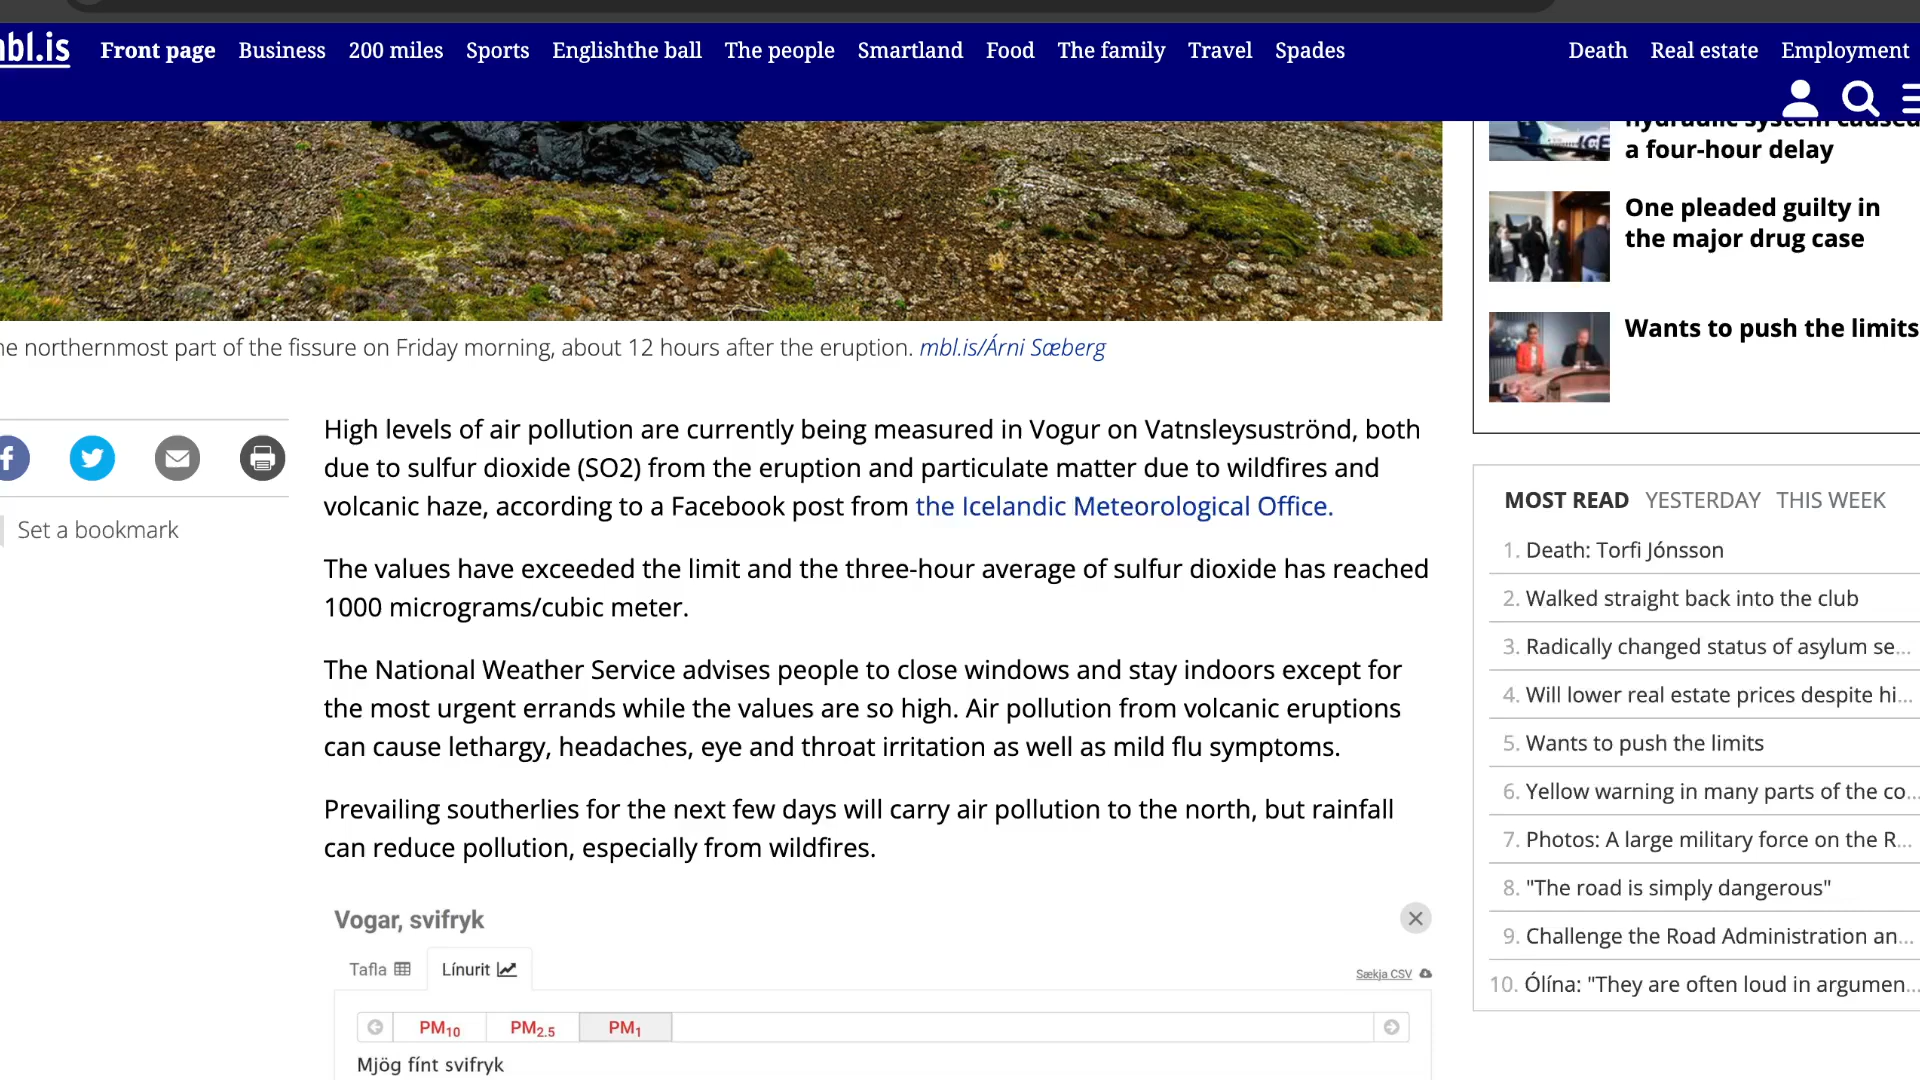 mbl.is Front page Business 200 miles Sports Englishthe ball The people Smartland Food The family Travel Spades Death Real estate Employment
a four-hour delay
One pleaded guilty in
the major drug case
Wants to push the limits
the northernmost part of the fissure on Friday morning, about 12 hours after the eruption. mbl.is/Árni Sæberg
High levels of air pollution are currently being measured in Vogur on Vatnsleysuströnd, both
due to sulfur dioxide (SO2) from the eruption and particulate matter due to wildfires and
volcanic haze, according to a Facebook post from the Icelandic Meteorological Office.
Set a bookmark
The values have exceeded the limit and the three-hour average of sulfur dioxide has reached
1000 micrograms/cubic meter.
The National Weather Service advises people to close windows and stay indoors except for
the most urgent errands while the values are so high. Air pollution from volcanic eruptions
can cause lethargy, headaches, eye and throat irritation as well as mild flu symptoms.
Prevailing southerlies for the next few days will carry air pollution to the north, but rainfall
can reduce pollution, especially from wildfires.
Vogar, svifryk
Tafla Línurit Sækja CSV
PM10 PM2.5 PM1
Mjög fínt svifryk
MOST READ YESTERDAY THIS WEEK
1. Death: Torfi Jónsson
2. Walked straight back into the club
3. Radically changed status of asylum se...
4. Will lower real estate prices despite hi...
5. Wants to push the limits
6. Yellow warning in many parts of the co...
7. Photos: A large military force on the R...
8. "The road is simply dangerous"
9. Challenge the Road Administration an...
10. Ólína: "They are often loud in argumen...